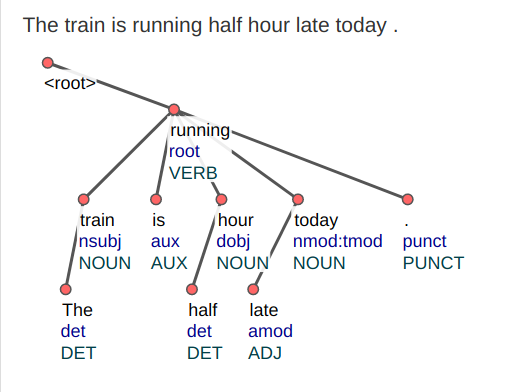 The train is running half hour late today .
<root>
running
root
VERB
train is hour today .
nsubj aux dobj nmod:tmod punct
NOUN AUX NOUN NOUN PUNCT
The half late
det det amod
DET DET ADJ